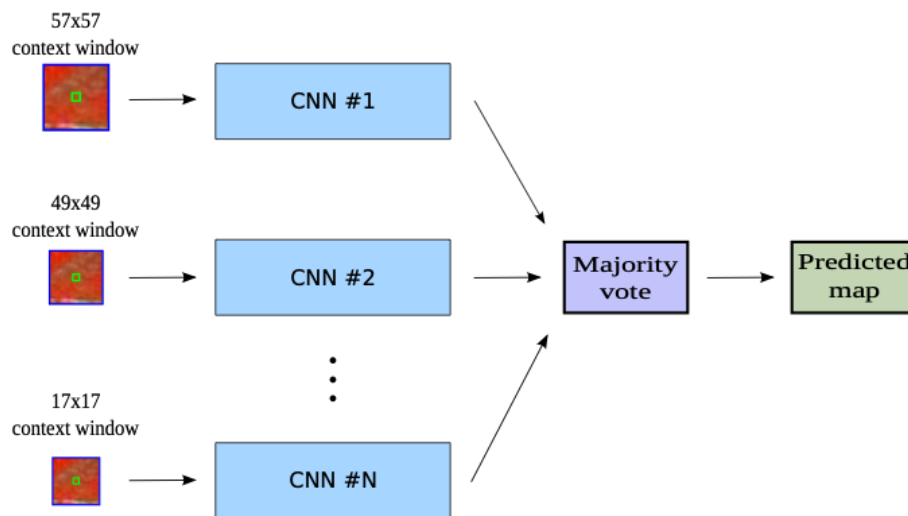 57x57
context window
CNN #1
49x49
context window
CNN #2
Majority
vote
Predicted
map
17x17
context window
CNN #N